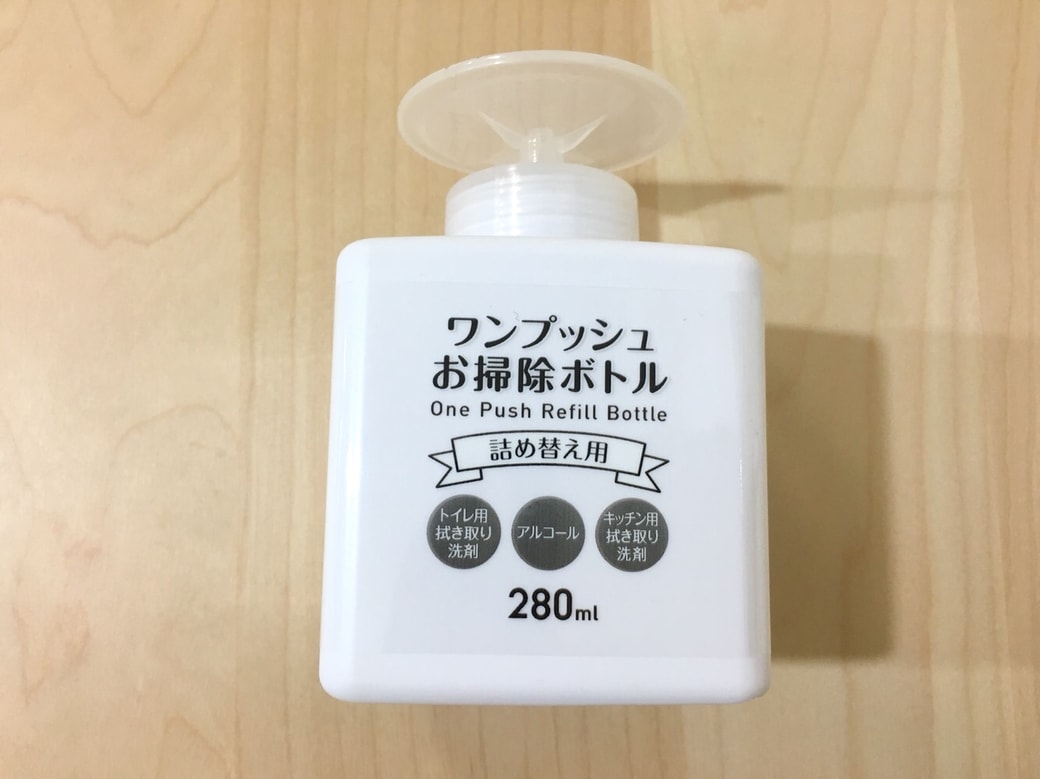 ワンプッシュ
お掃除ボトル
One Push Refill Bottle
詰め替え用
トイレ用
拭き取り
洗剤
アルコール
キッチン用
拭き取り
洗剤
280ml